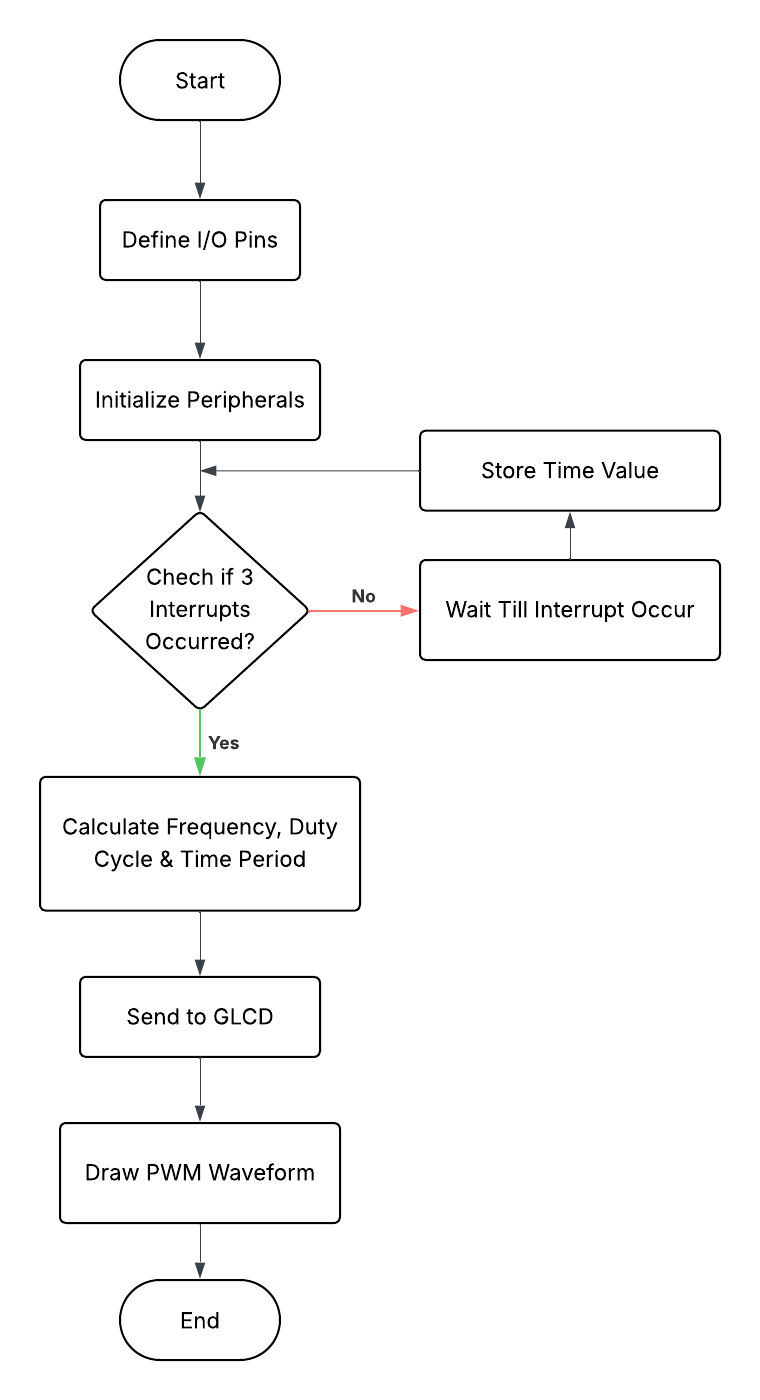 Start
Define I/O Pins
Initialize Peripherals
Store Time Value
Chech if 3
Interrupts
Occurred?
No
Wait Till Interrupt Occur
Yes
Calculate Frequency, Duty
Cycle & Time Period
Send to GLCD
Draw PWM Waveform
End